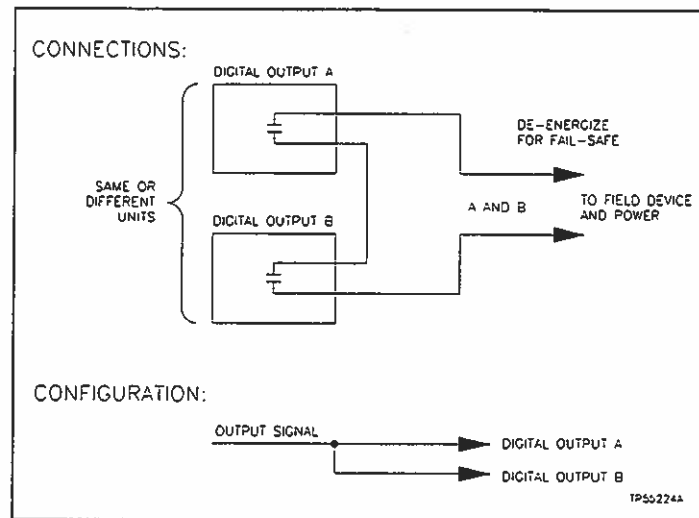 CONNECTIONS:
DIGITAL OUTPUT A
DE-ENERGIZE
FOR FAIL-SAFE
SAME OR
DIFFERENT
UNITS
A AND B
TO FIELD DEVICE
AND POWER
DIGITAL OUTPUT B
CONFIGURATION:
OUTPUT SIGNAL
DIGITAL OUTPUT A
DIGITAL OUTPUT B
TP55224A